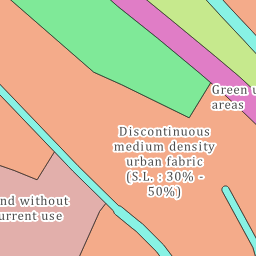 Green u
areas
Discontinuous
medium density
urban fabric
(S.L. : 30% -
50%)
nd without
urrent use